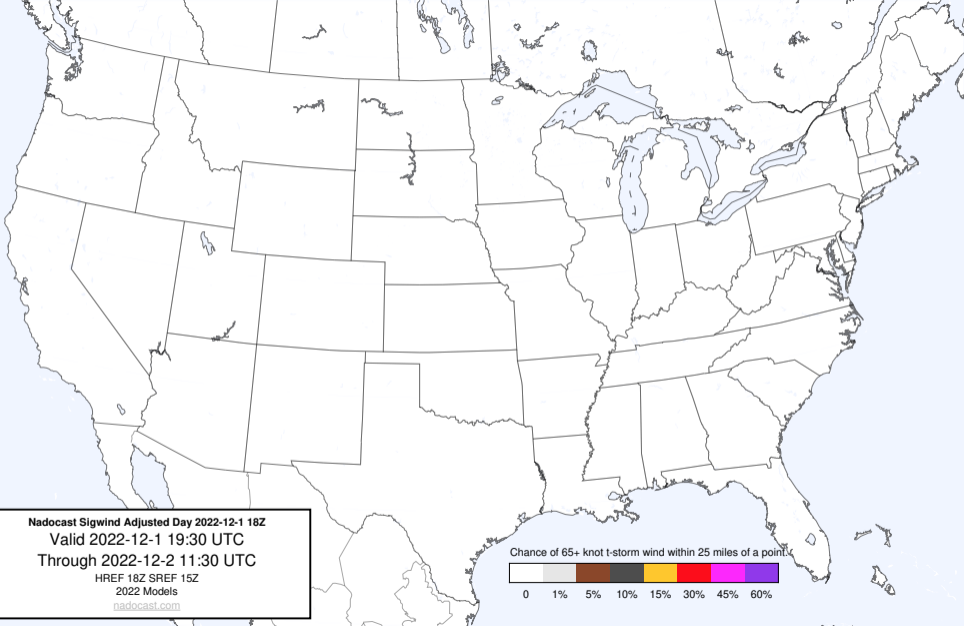 Nadocast Sigwind Adjusted Day 2022-12-1 18Z
Valid 2022-12-1 19:30 UTC
Through 2022-12-2 11:30 UTC
HREF 18Z SREF 15Z
2022 Models
nadocast.com
Chance of 65+ knot t-storm wind within 25 miles of a point.
0 1% 5% 10% 15% 30% 45% 60%